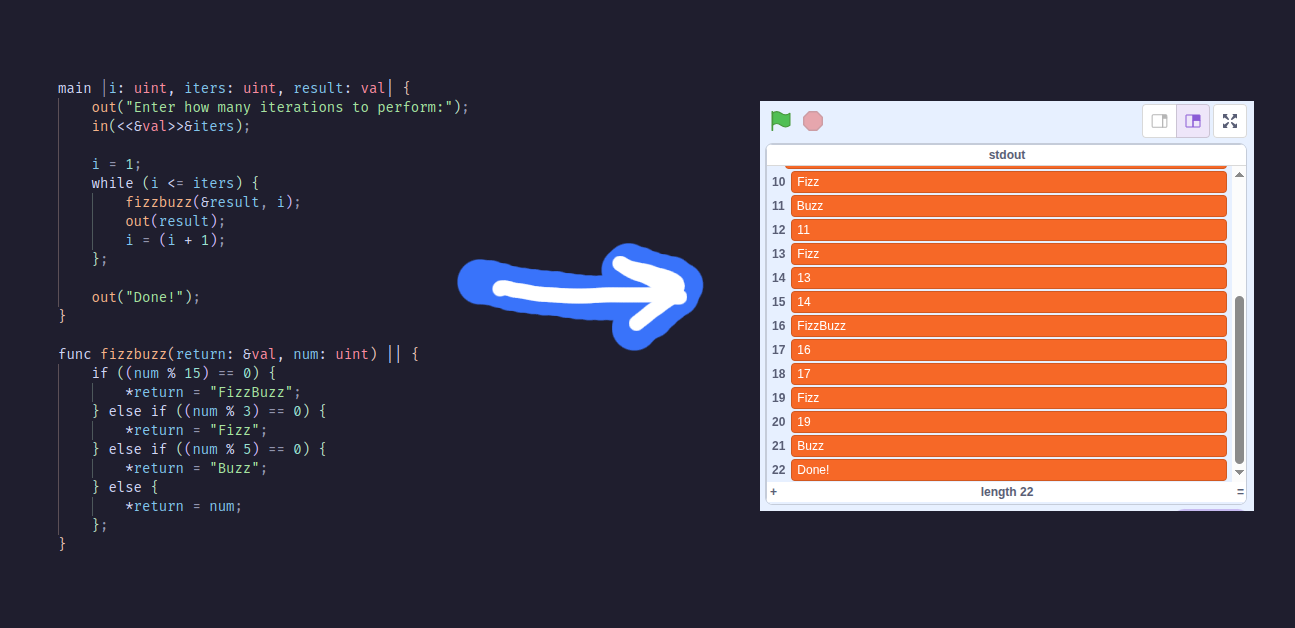 main |i: uint, iters: uint, result: val| {
out("Enter how many iterations to perform:");
in(<<&val>>&iters);
i = 1;
while (i <= iters) {
fizzbuzz(&result, i);
out(result);
i = (i + 1);
};
out("Done!");
}
func fizzbuzz(return: &val, num: uint) || {
if ((num % 15) == 0) {
*return = "FizzBuzz";
} else if ((num % 3) == 0) {
*return = "Fizz";
} else if ((num % 5) == 0) {
*return = "Buzz";
} else {
*return = num;
};
}
stdout
10 Fizz
11 Buzz
12 11
13 Fizz
14 13
15 14
16 FizzBuzz
17 16
18 17
19 Fizz
20 19
21 Buzz
22 Done!
+ length 22 =